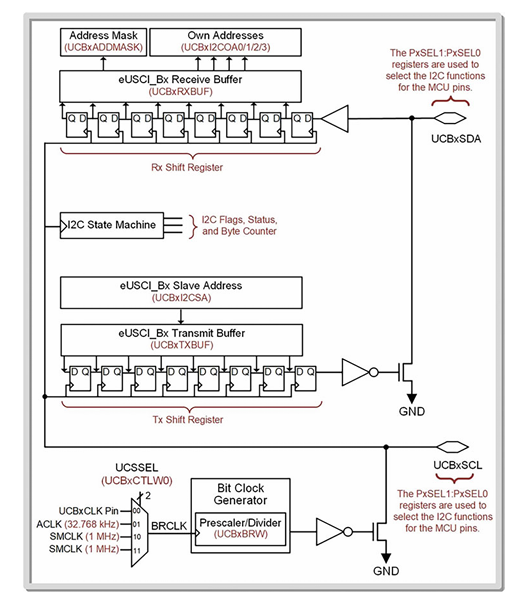 Address Mask
(UCBxADDMASK)
Own Addresses
(UCBxI2COA0/1/2/3)
The PxSEL1:PxSEL0
registers are used to
select the I2C functions
for the MCU pins.
eUSCI_Bx Receive Buffer
(UCBxRXBUF)
Q D Q D Q D Q D Q D Q D Q D Q D
UCBxSDA
Rx Shift Register
I2C State Machine
I2C Flags, Status,
and Byte Counter
eUSCI_Bx Slave Address
(UCBxI2CSA)
eUSCI_Bx Transmit Buffer
(UCBxTXBUF)
D Q D Q D Q D Q D Q D Q D Q D Q
GND
Tx Shift Register
UCBxSCL
UCSSEL
(UCBxCTLW0)
2
The PxSEL1:PxSEL0
registers are used to
select the I2C functions
for the MCU pins.
Bit Clock
Generator
UCBxCLK Pin 00
ACLK (32.768 kHz) 01
SMCLK (1 MHz) 10
SMCLK (1 MHz) 11
BRCLK
Prescaler/Divider
(UCBxBRW)
GND